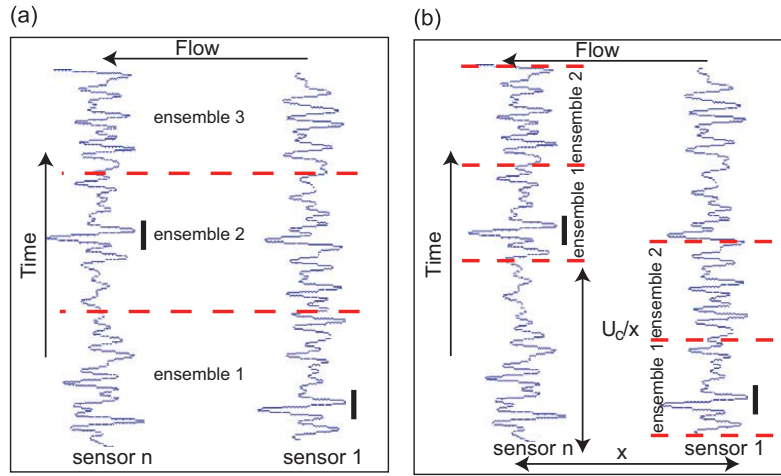 (a)
Flow
ensemble 3
ensemble 2
ensemble 1
Time
sensor n
sensor 1
(b)
Flow
ensemble 1
ensemble 2
Time
ensemble 1
ensemble 2
Uc/x
sensor n
x
sensor 1